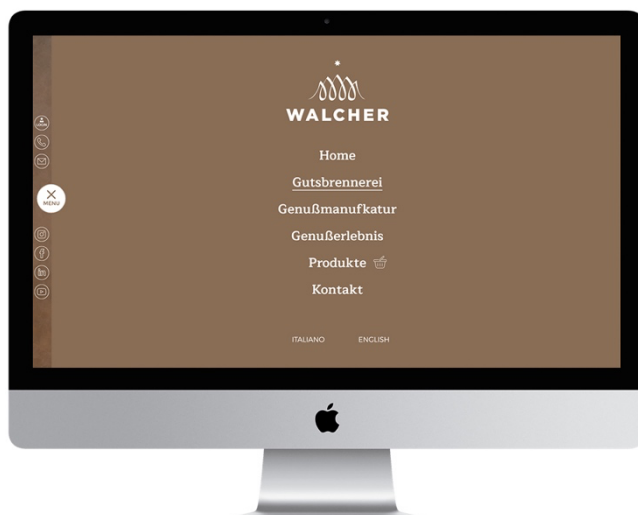 WALCHER
Home
Gutsbrennerei
Genußmanufkatur
Genußerlebnis
Produkte
Kontakt
MENU
ITALIANO
ENGLISH